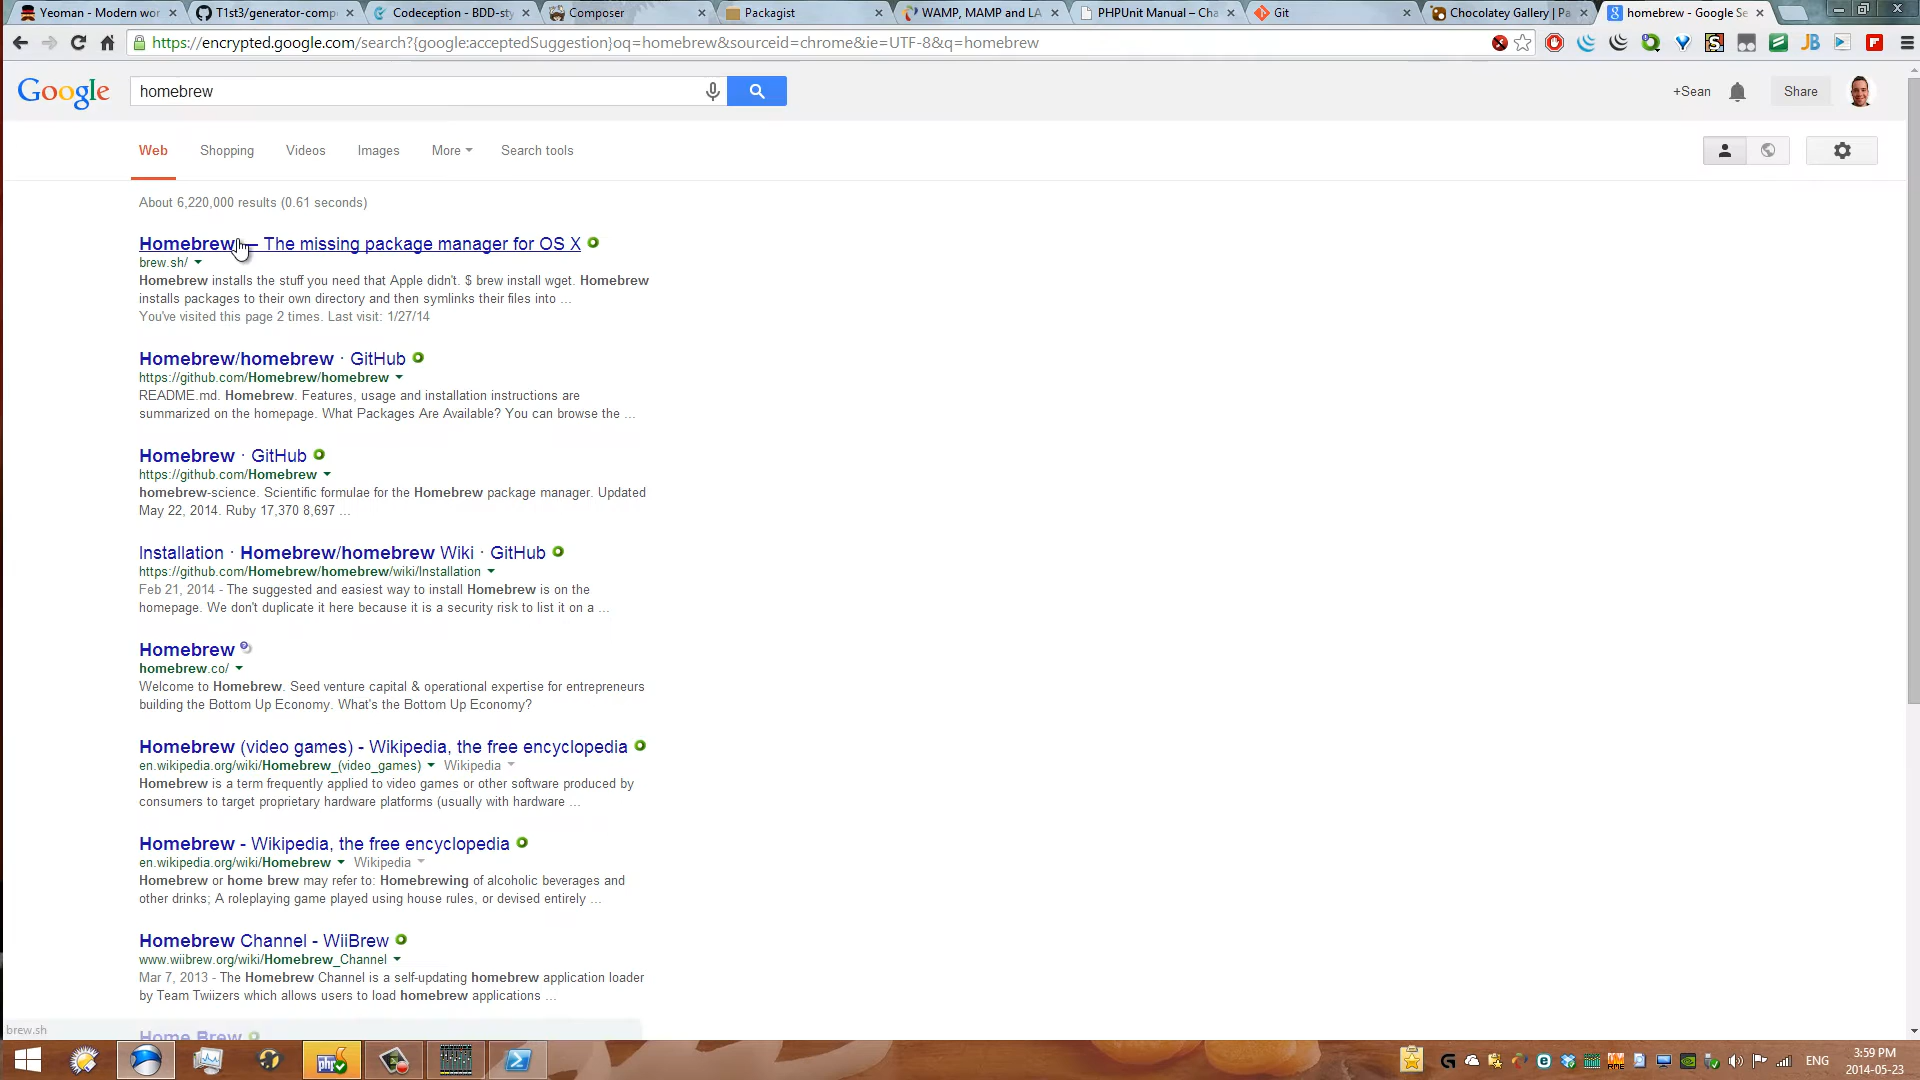 Yeoman - Modern wor
T1st3/generator-comp
Codeception - BDD-sty
Composer
Packagist
WAMP, MAMP and LA
PHPUnit Manual – Cha
Git
Chocolatey Gallery | Pa
homebrew - Google Se
https://encrypted.google.com/search?{google:acceptedSuggestion}oq=homebrew&sourceid=chrome&ie=UTF-8&q=homebrew
Google
homebrew
+Sean
Share
Web
Shopping
Videos
Images
More
Search tools
About 6,220,000 results (0.61 seconds)
Homebrew — The missing package manager for OS X
brew.sh/
Homebrew installs the stuff you need that Apple didn't. $ brew install wget. Homebrew
installs packages to their own directory and then symlinks their files into ...
You've visited this page 2 times. Last visit: 1/27/14
Homebrew/homebrew · GitHub
https://github.com/Homebrew/homebrew
README.md. Homebrew. Features, usage and installation instructions are
summarized on the homepage. What Packages Are Available? You can browse the ...
Homebrew · GitHub
https://github.com/Homebrew
homebrew-science. Scientific formulae for the Homebrew package manager. Updated
May 22, 2014. Ruby 17,370 8,697 ...
Installation · Homebrew/homebrew Wiki · GitHub
https://github.com/Homebrew/homebrew/wiki/Installation
Feb 21, 2014 - The suggested and easiest way to install Homebrew is on the
homepage. We don't duplicate it here because it is a security risk to list it on a ...
Homebrew
homebrew.co/
Welcome to Homebrew. Seed venture capital & operational expertise for entrepreneurs
building the Bottom Up Economy. What's the Bottom Up Economy?
Homebrew (video games) - Wikipedia, the free encyclopedia
en.wikipedia.org/wiki/Homebrew_(video_games) Wikipedia
Homebrew is a term frequently applied to video games or other software produced by
consumers to target proprietary hardware platforms (usually with hardware ...
Homebrew - Wikipedia, the free encyclopedia
en.wikipedia.org/wiki/Homebrew Wikipedia
Homebrew or home brew may refer to: Homebrewing of alcoholic beverages and
other drinks; A roleplaying game played using house rules, or devised entirely ...
Homebrew Channel - WiiBrew
www.wiibrew.org/wiki/Homebrew_Channel
Mar 7, 2013 - The Homebrew Channel is a self-updating homebrew application loader
by Team Twiizers which allows users to load homebrew applications ...
Home Brew
brew.sh
ENG
3:59 PM
2014-05-23